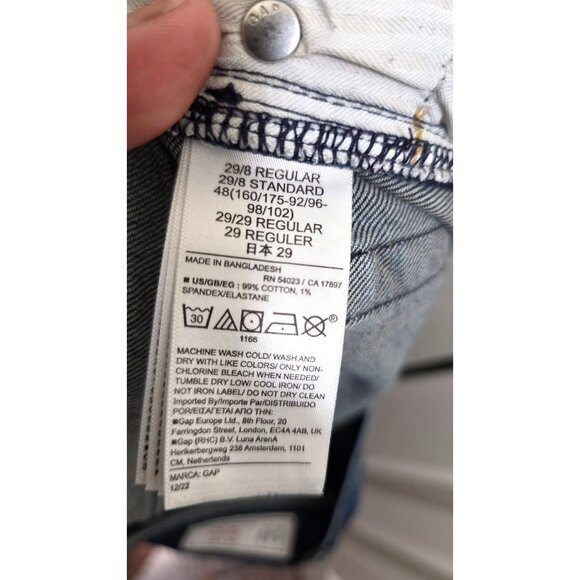 GAP
29/8 REGULAR
29/8 STANDARD
48(160/175-92/96-
98/102)
29/29 REGULAR
29 REGULER
日本 29
MADE IN BANGLADESH
RN 54023 / CA 17897
■ US/GB/EG : 99% COTTON, 1%
SPANDEX/ELASTANE
30
®
1166
MACHINE WASH COLD/ WASH AND
DRY WITH LIKE COLORS/ ONLY NON-
CHLORINE BLEACH WHEN NEEDED/
TUMBLE DRY LOW/ COOL IRON/ DO
NOT IRON LABEL/ DO NOT DRY CLEAN
Imported By/Importe Par/DISTRIBUIDO
POR/ΕΙΣΑΓΕΤΑΙ ΑΠΟ ΤΗΝ:
■ Gap Europe Ltd., 8th Floor, 20
Farringdon Street, London, EC4A 4AB, UK
■Gap (RHC) B.V. Luna ArenA
Herikerbergweg 238 Amsterdam, 1101
CM, Netherlands
MARCA: GAP
12/22